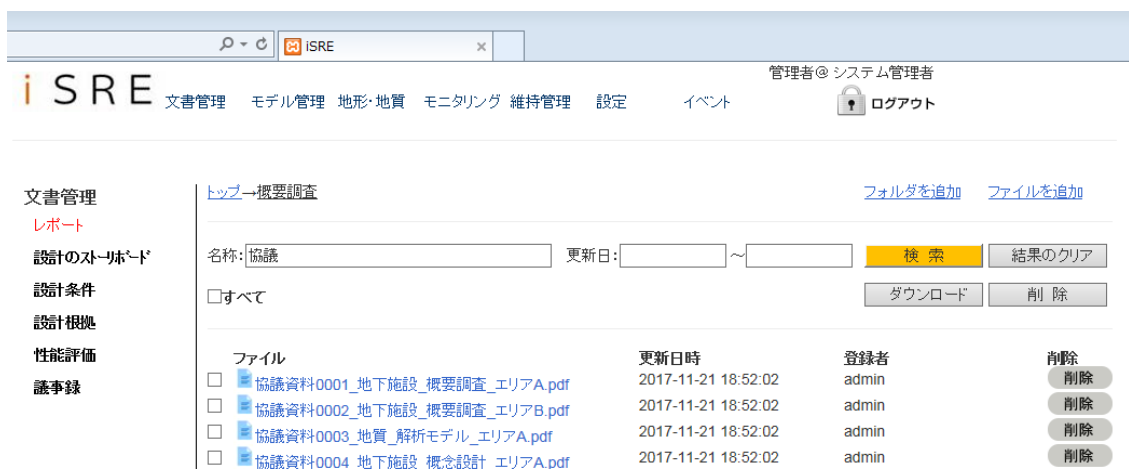 iSRE
管理者@ システム管理者
iSRE 文書管理 モデル管理 地形・地質 モニタリング 維持管理 設定 イベント ログアウト
文書管理
レポート
設計のストーリボード
設計条件
設計根拠
性能評価
議事録
トップ→概要調査 フォルダを追加 ファイルを追加
名称: 協議 更新日: ~ 検 索 結果のクリア
すべて ダウンロード 削 除
ファイル 更新日時 登録者 削除
協議資料0001_地下施設_概要調査_エリアA.pdf 2017-11-21 18:52:02 admin 削除
協議資料0002_地下施設_概要調査_エリアB.pdf 2017-11-21 18:52:02 admin 削除
協議資料0003_地質_解析モデル_エリアA.pdf 2017-11-21 18:52:02 admin 削除
協議資料0004_地下施設_概念設計_エリアA.pdf 2017-11-21 18:52:02 admin 削除